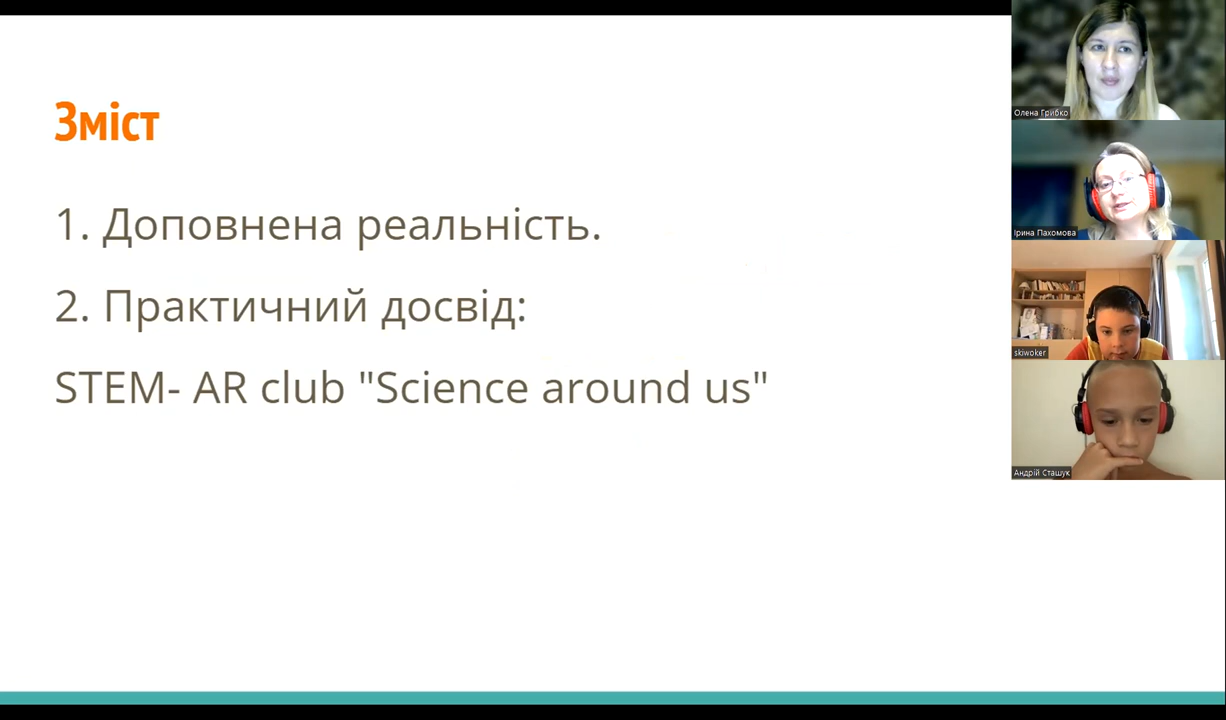 Зміст
1. Доповнена реальність.
2. Практичний досвід:
STEM- AR club "Science around us"
Олена Грибко
Ірина Пахомова
skiwoker
Андрій Сташук